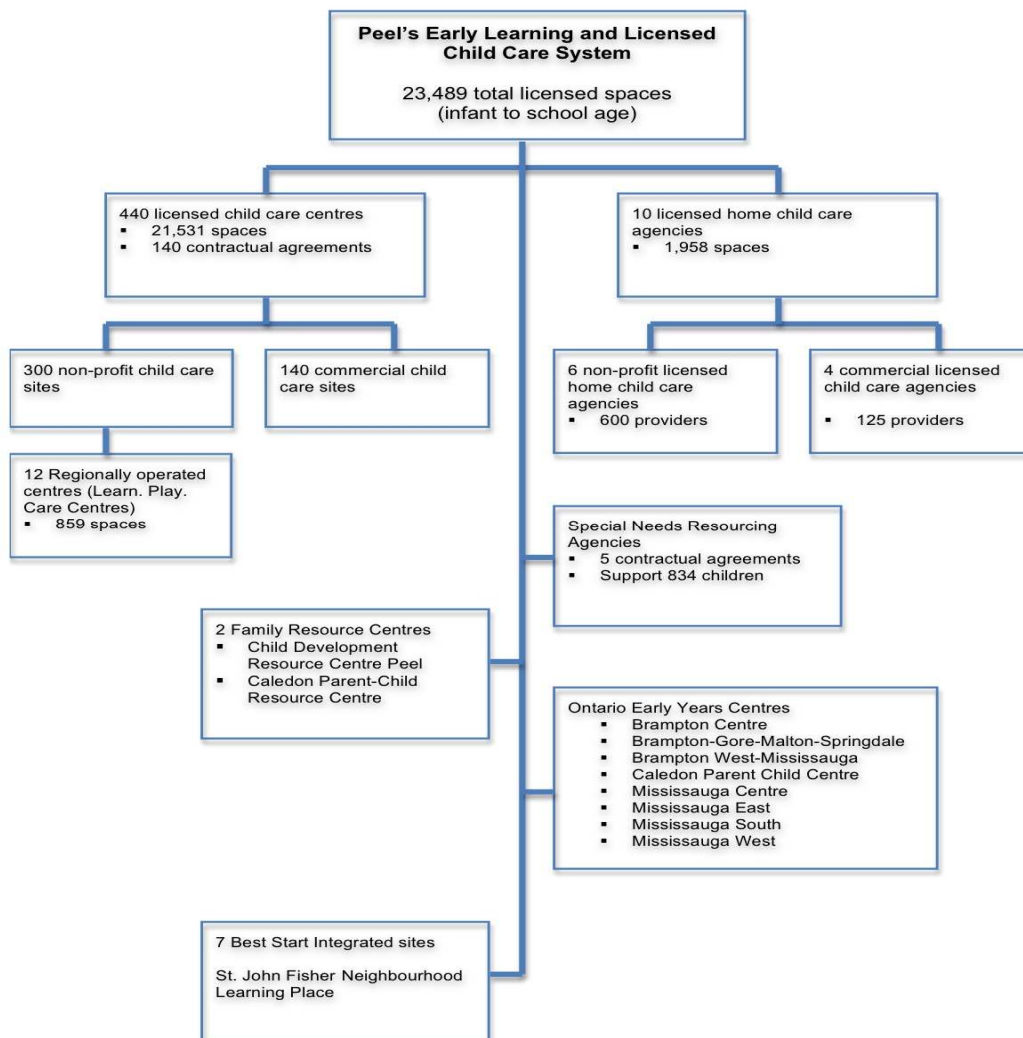 Peel's Early Learning and Licensed
Child Care System
23,489 total licensed spaces
(infant to school age)
440 licensed child care centres
▪ 21,531 spaces
▪ 140 contractual agreements
10 licensed home child care
agencies
▪ 1,958 spaces
300 non-profit child care
sites
140 commercial child
care sites
6 non-profit licensed
home child care
agencies
▪ 600 providers
4 commercial licensed
child care agencies
▪ 125 providers
12 Regionally operated
centres (Learn. Play.
Care Centres)
▪ 859 spaces
Special Needs Resourcing
Agencies
▪ 5 contractual agreements
▪ Support 834 children
2 Family Resource Centres
▪ Child Development
Resource Centre Peel
▪ Caledon Parent-Child
Resource Centre
Ontario Early Years Centres
▪ Brampton Centre
▪ Brampton-Gore-Malton-Springdale
▪ Brampton West-Mississauga
▪ Caledon Parent Child Centre
▪ Mississauga Centre
▪ Mississauga East
▪ Mississauga South
▪ Mississauga West
7 Best Start Integrated sites
St. John Fisher Neighbourhood
Learning Place